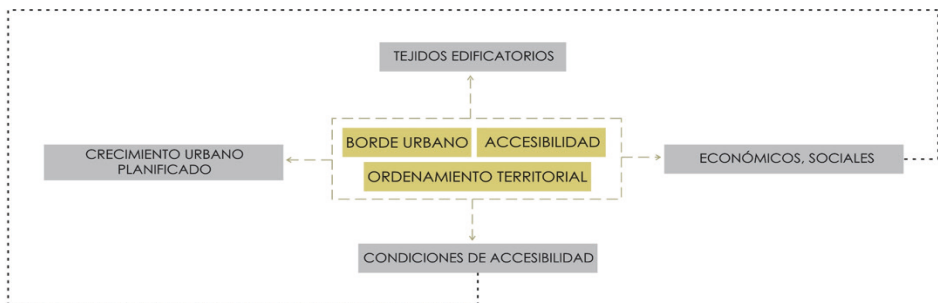 TEJIDOS EDIFICATORIOS
BORDE URBANO
ACCESIBILIDAD
CRECIMIENTO URBANO
PLANIFICADO
ECONÓMICOS, SOCIALES
ORDENAMIENTO TERRITORIAL
CONDICIONES DE ACCESIBILIDAD